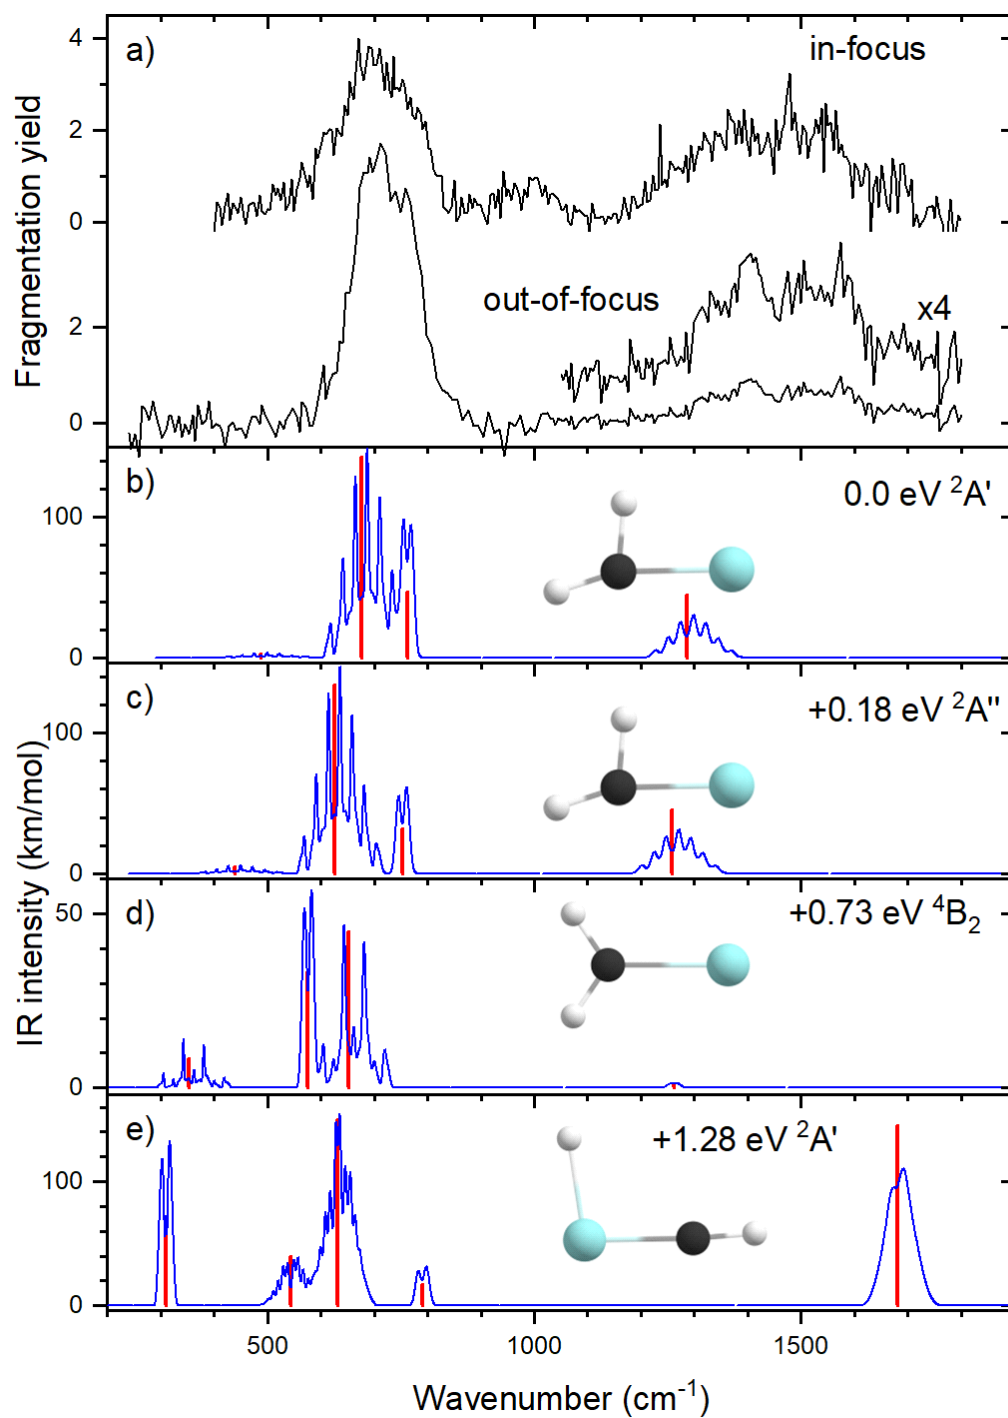 a)
in-focus
4
2
0
out-of-focus
x4
2
0
Fragmentation yield
b)
0.0 eV ²A'
100
0
c)
+0.18 eV ²A''
100
0
d)
+0.73 eV ⁴B₂
50
0
e)
+1.28 eV ²A'
100
0
IR intensity (km/mol)
500
1000
1500
Wavenumber (cm⁻¹)